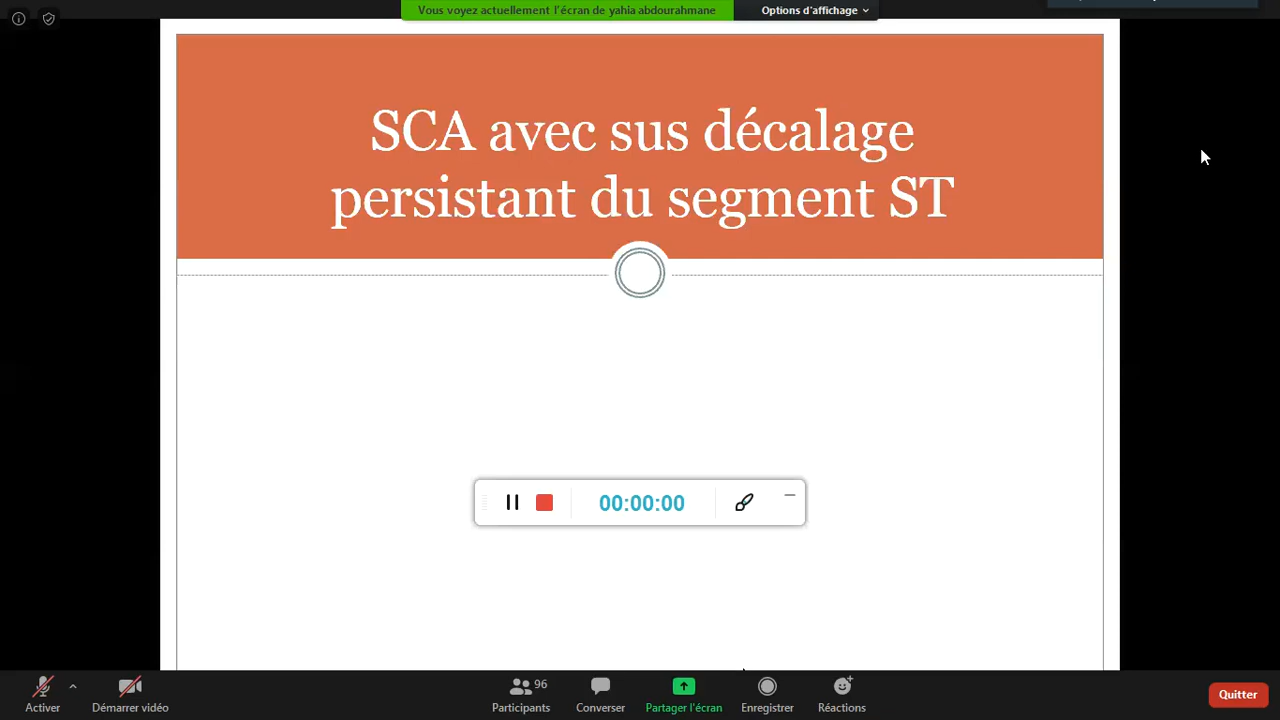 Vous voyez actuellement l'écran de yahia abdourahmane
Options d'affichage
SCA avec sus décalage
persistant du segment ST
00:00:00
Activer
Démarrer vidéo
96
Participants
Converser
Partager l'écran
Enregistrer
Réactions
Quitter